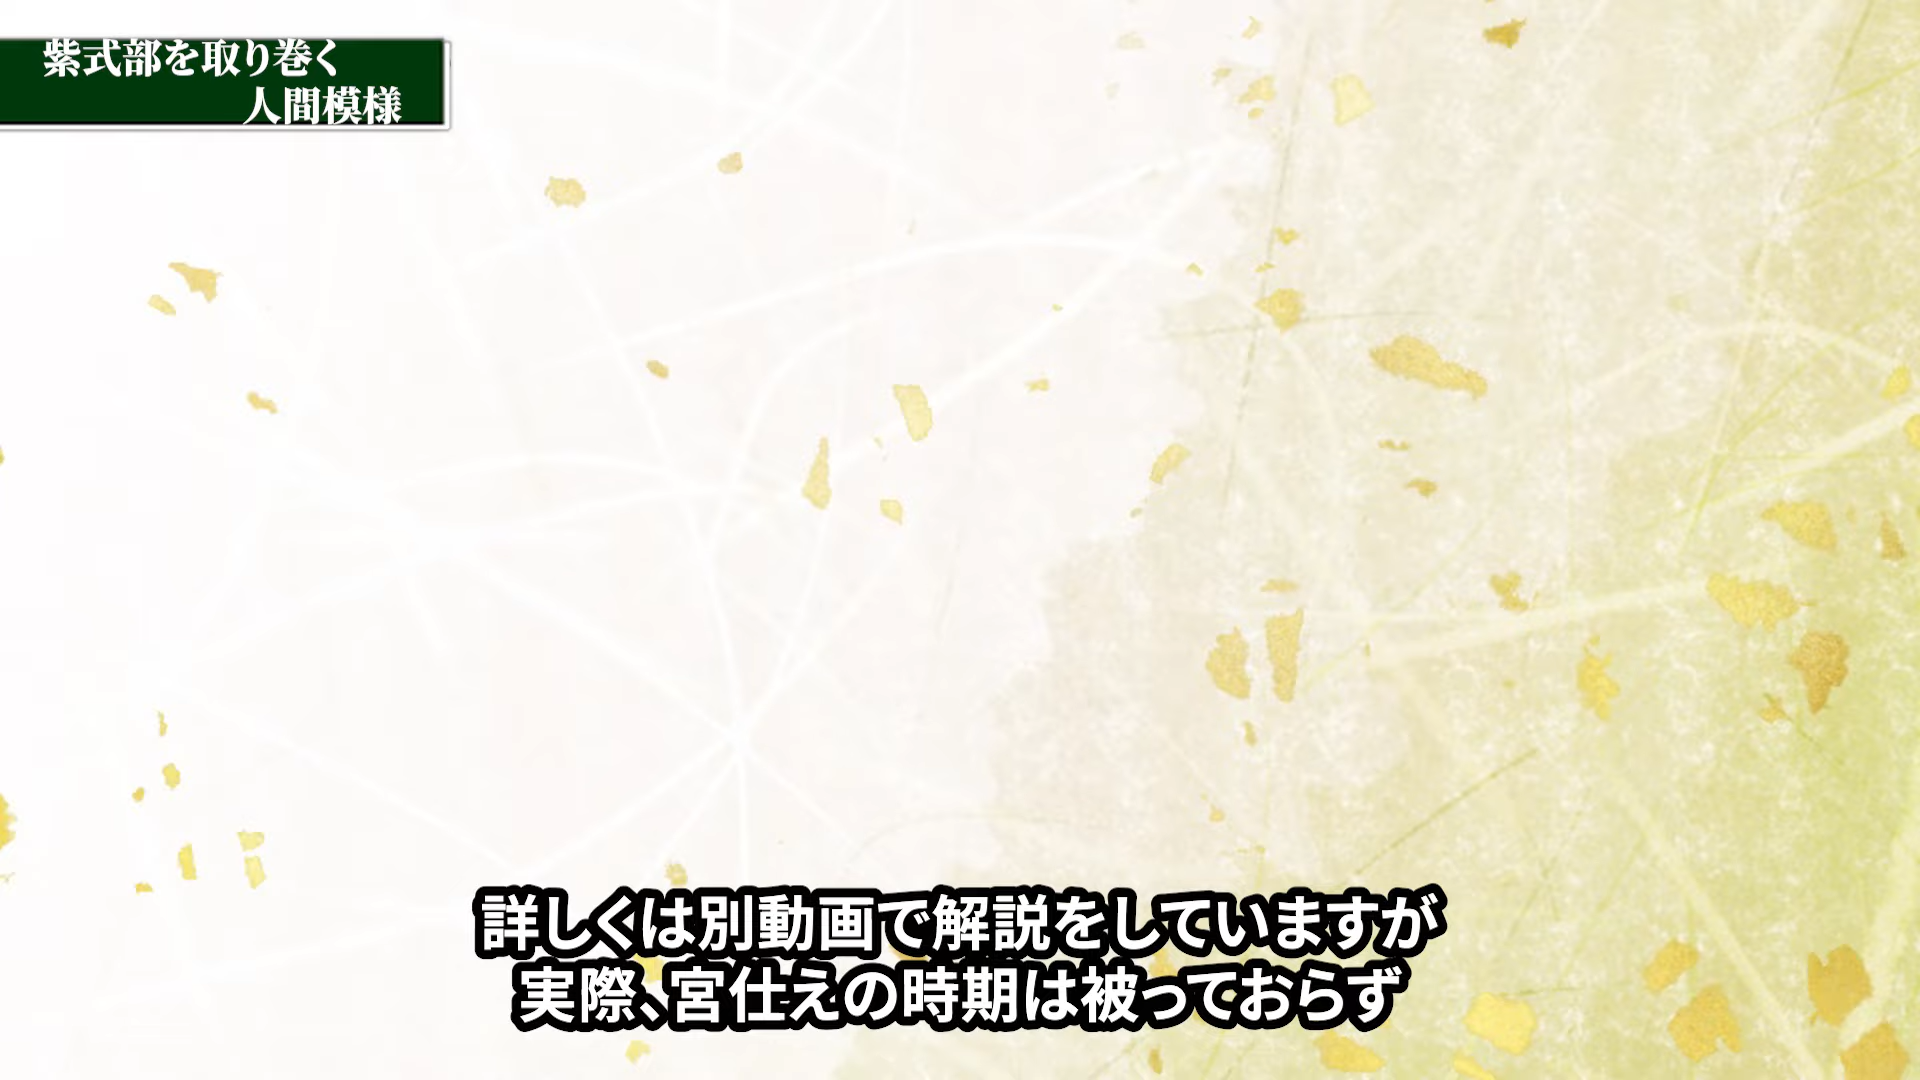 紫式部を取り巻く
人間模様
詳しくは別動画で解説をしていますが
実際、宮仕えの時期は被っておらず